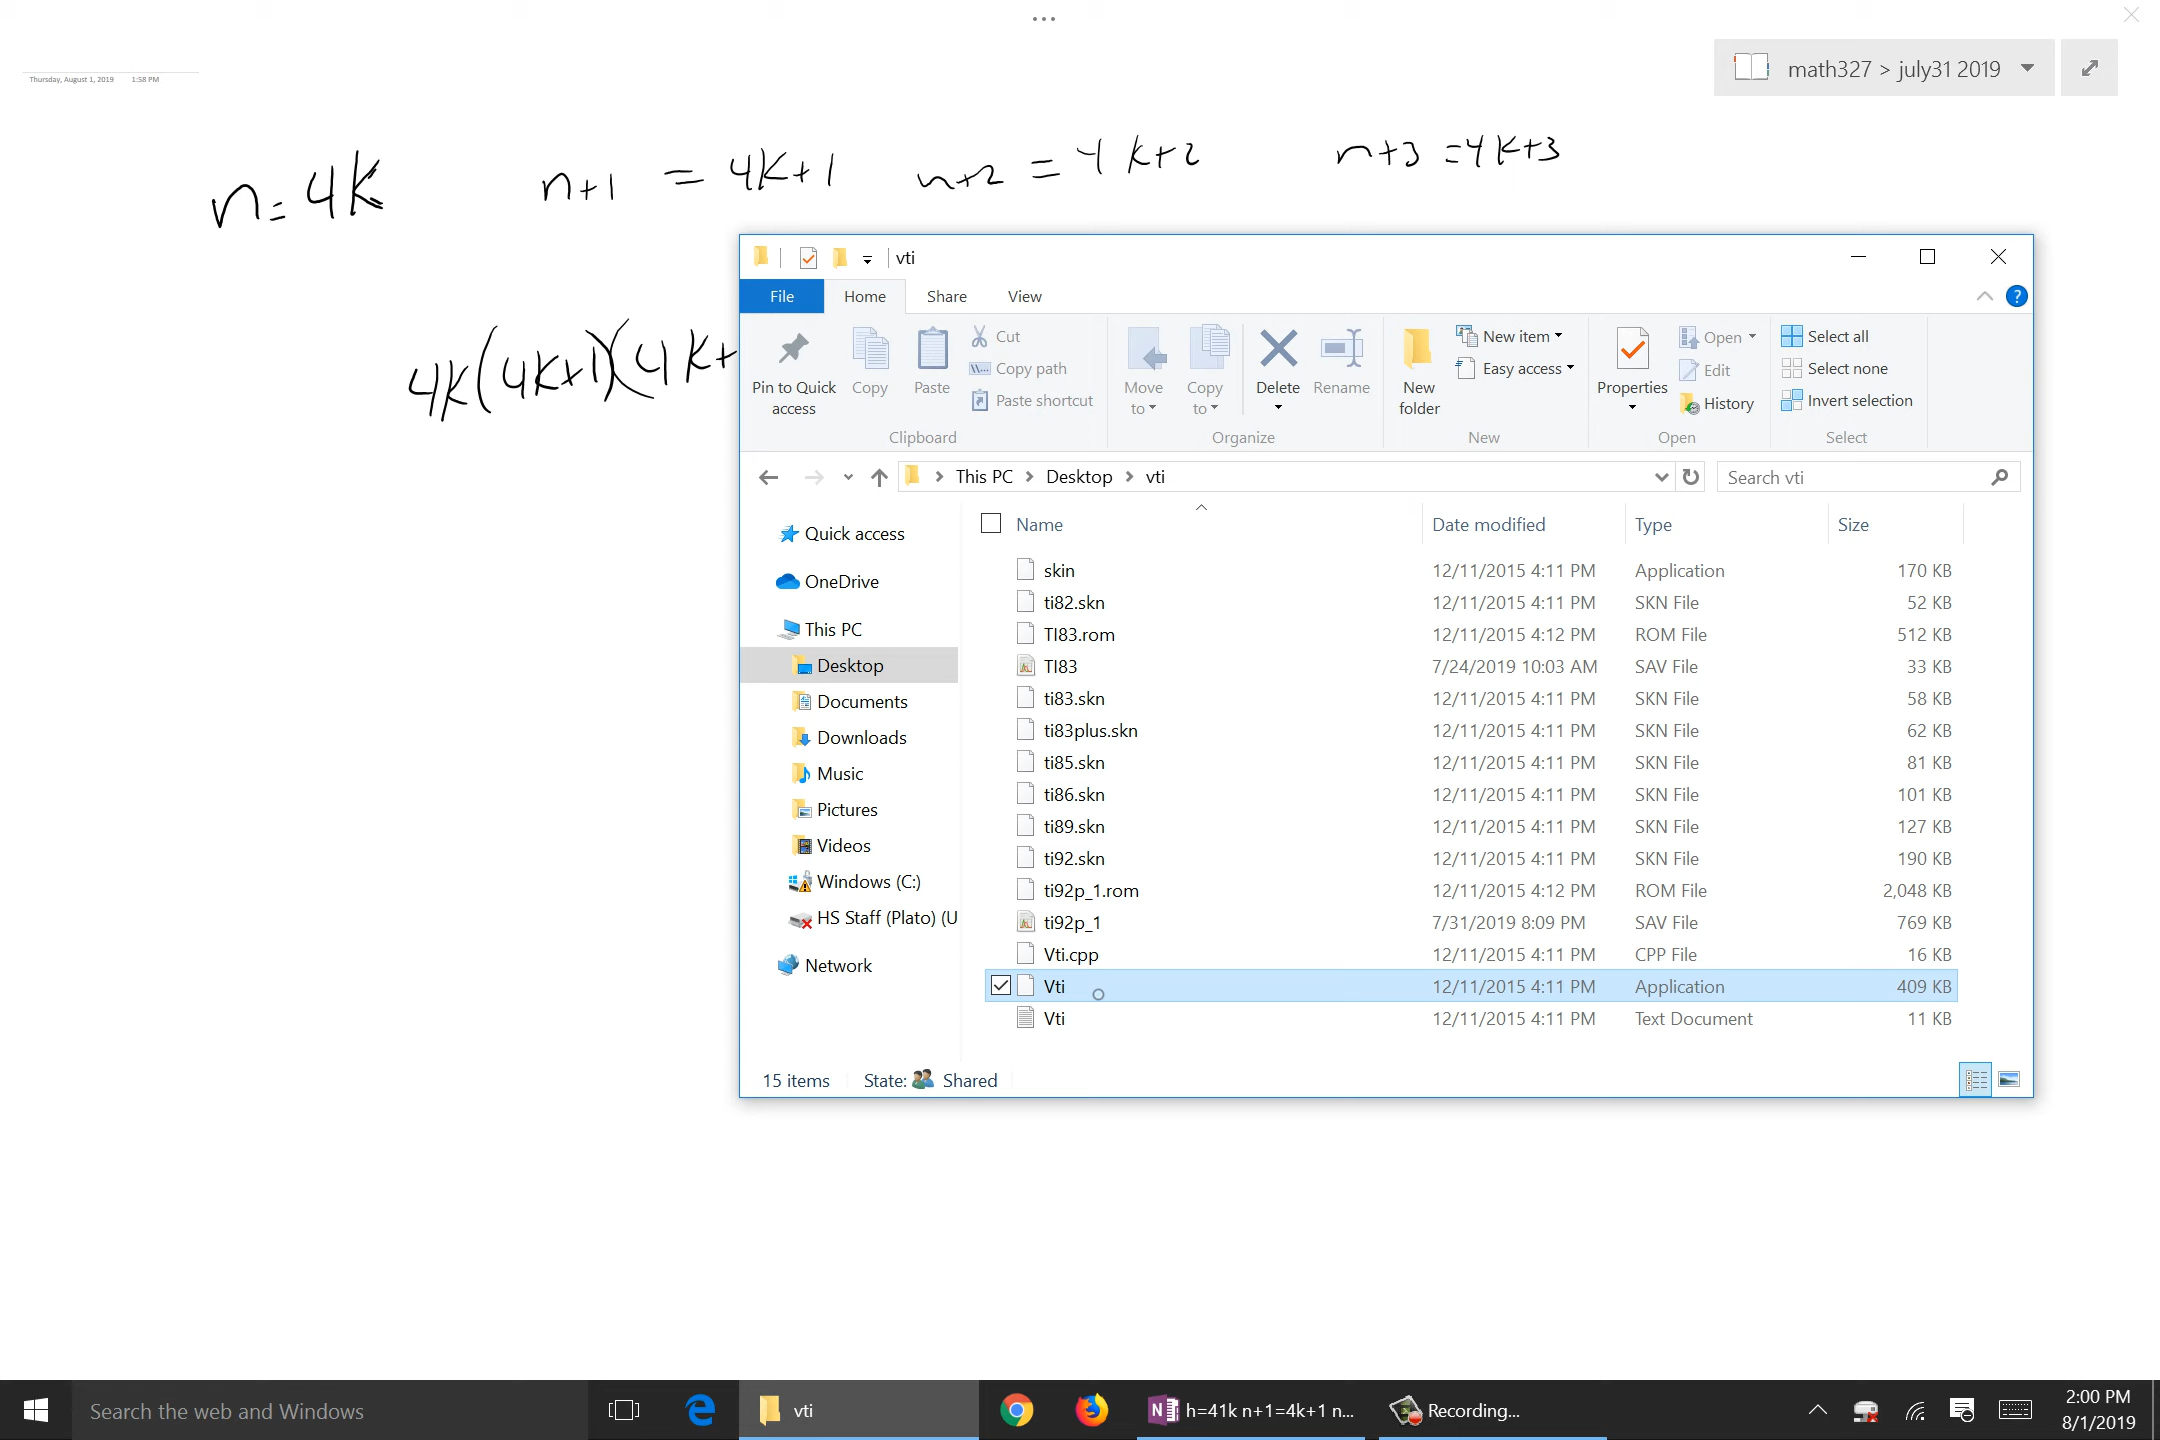 ...
Thursday, August 1, 2019 1:58 PM
math327 > july31 2019
n=4k n+1 = 4k+1 n+2 = 4k+2 n+3 =4k+3
4k(4k+1)(4k+
vti
File Home Share View
Pin to Quick access
Copy
Paste
Cut
Copy path
Paste shortcut
Clipboard
Move to
Copy to
Delete
Rename
Organize
New folder
New item
Easy access
New
Properties
Open
Edit
History
Open
Select all
Select none
Invert selection
Select
This PC > Desktop > vti
Search vti
Quick access
OneDrive
This PC
Desktop
Documents
Downloads
Music
Pictures
Videos
Windows (C:)
HS Staff (Plato) (U
Network
Name Date modified Type Size
skin 12/11/2015 4:11 PM Application 170 KB
ti82.skn 12/11/2015 4:11 PM SKN File 52 KB
TI83.rom 12/11/2015 4:12 PM ROM File 512 KB
TI83 7/24/2019 10:03 AM SAV File 33 KB
ti83.skn 12/11/2015 4:11 PM SKN File 58 KB
ti83plus.skn 12/11/2015 4:11 PM SKN File 62 KB
ti85.skn 12/11/2015 4:11 PM SKN File 81 KB
ti86.skn 12/11/2015 4:11 PM SKN File 101 KB
ti89.skn 12/11/2015 4:11 PM SKN File 127 KB
ti92.skn 12/11/2015 4:11 PM SKN File 190 KB
ti92p_1.rom 12/11/2015 4:12 PM ROM File 2,048 KB
ti92p_1 7/31/2019 8:09 PM SAV File 769 KB
Vti.cpp 12/11/2015 4:11 PM CPP File 16 KB
Vti 12/11/2015 4:11 PM Application 409 KB
Vti 12/11/2015 4:11 PM Text Document 11 KB
15 items State: Shared
Search the web and Windows
vti
h=41k n+1=4k+1 n...
Recording...
2:00 PM
8/1/2019